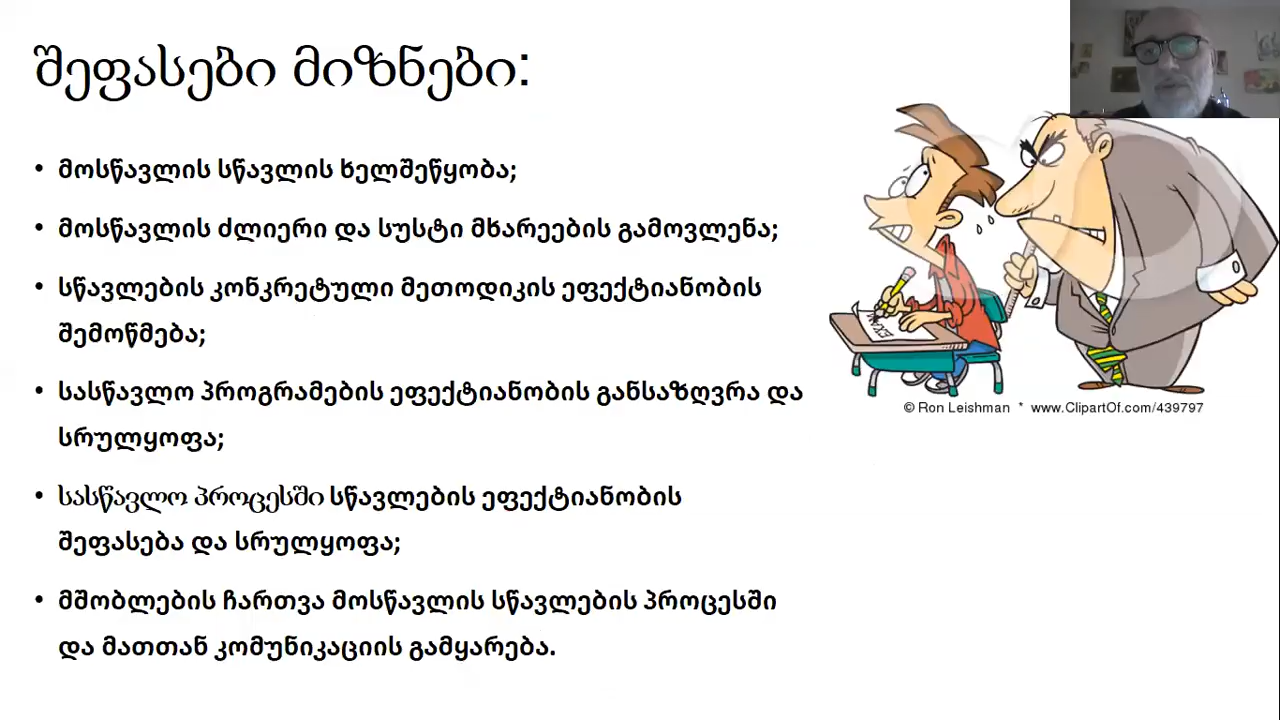 შეფასები მიზნები:
• მოსწავლის სწავლის ხელშეწყობა;
• მოსწავლის ძლიერი და სუსტი მხარეების გამოვლენა;
• სწავლების კონკრეტული მეთოდიკის ეფექტიანობის
შემოწმება;
• სასწავლო პროგრამების ეფექტიანობის განსაზღვრა და
სრულყოფა;
• სასწავლო პროცესში სწავლების ეფექტიანობის
შეფასება და სრულყოფა;
• მშობლების ჩართვა მოსწავლის სწავლების პროცესში
და მათთან კომუნიკაციის გამყარება.
EXAM
© Ron Leishman * www.ClipartOf.com/439797